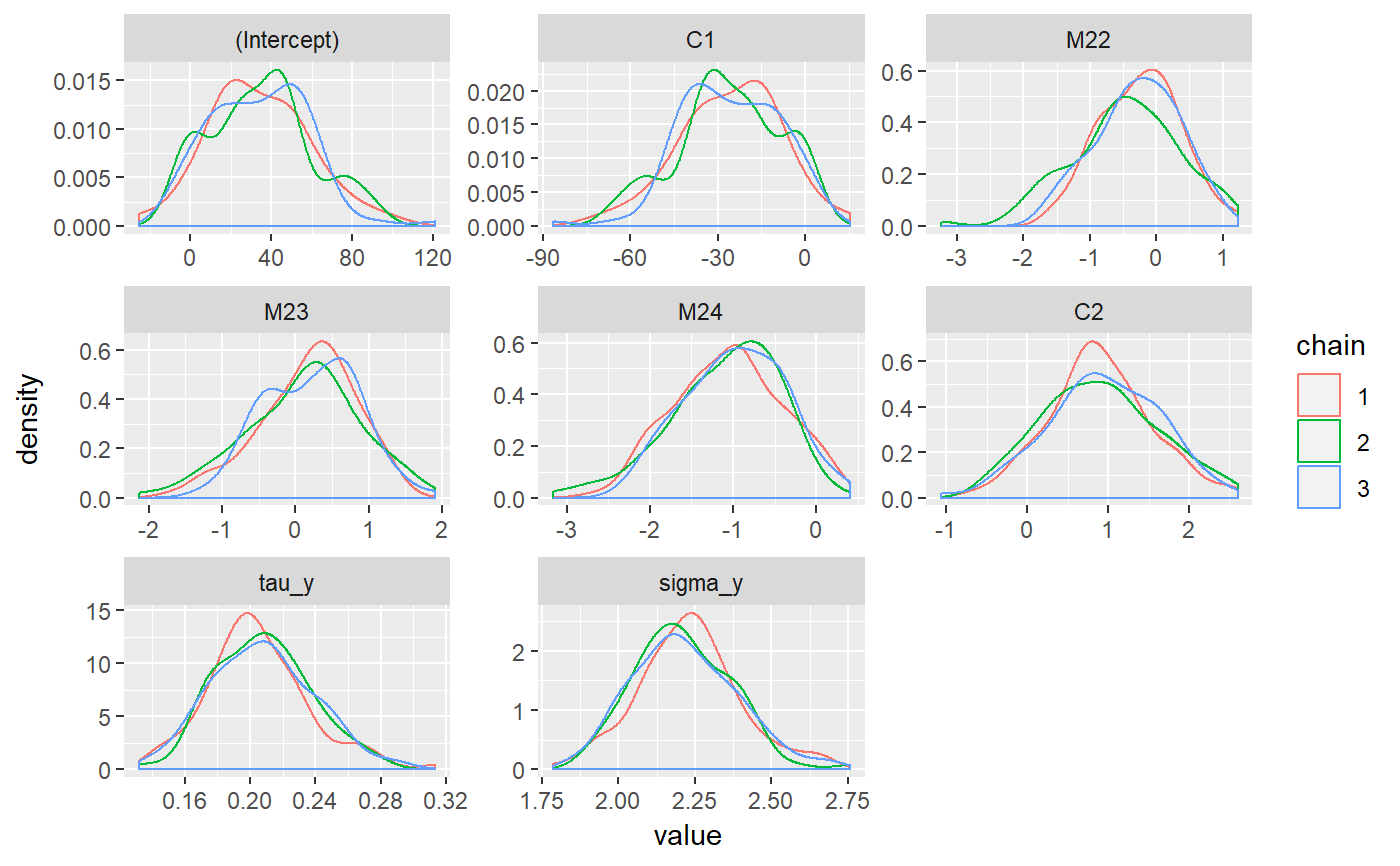 (Intercept) C1 M22
0.015 0.010 0.005 0.000
0 40 80 120
0.020 0.015 0.010 0.005 0.000
-90 -60 -30 0
0.6 0.4 0.2 0.0
-3 -2 -1 0 1
M23 M24 C2
0.6 0.4 0.2 0.0
-2 -1 0 1 2
0.6 0.4 0.2 0.0
-3 -2 -1 0
0.6 0.4 0.2 0.0
-1 0 1 2
tau_y sigma_y
15 10 5 0
0.16 0.20 0.24 0.28 0.32
2 1 0
1.75 2.00 2.25 2.50 2.75
density
value
chain
1
2
3